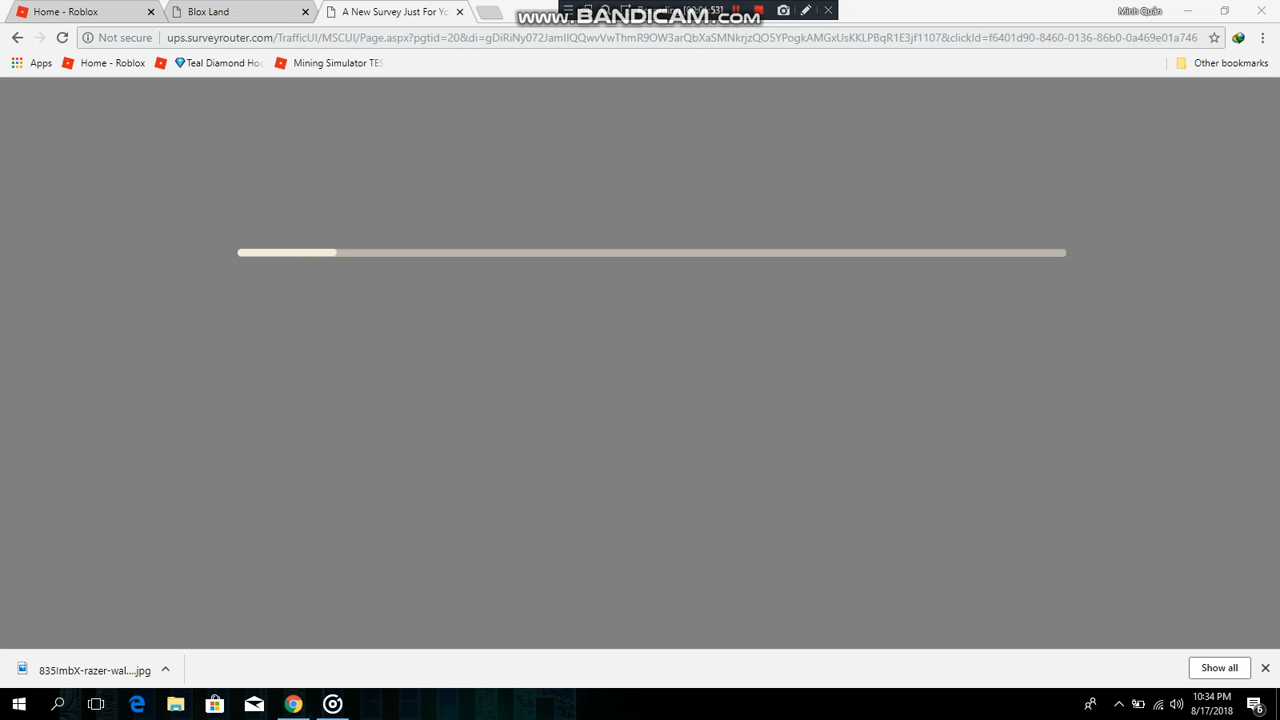 Home - Roblox
Blox Land
A New Survey Just For Yo
www.BANDICAM.com
Minh Quân
Not secure
ups.surveyrouter.com/TrafficUI/MSCUI/Page.aspx?pgtid=20&di=gDiRiNy072JamIIQQwvVwThmR9OW3arQbXaSMNkrjzQO5YPogkAMGxUsKKLPBqR1E3jf1107&clickId=f6401d90-8460-0136-86b0-0a469e01a746
Apps
Home - Roblox
Teal Diamond Hoo
Mining Simulator TES
Other bookmarks
835ImbX-razer-wal....jpg
Show all
10:34 PM
8/17/2018
6